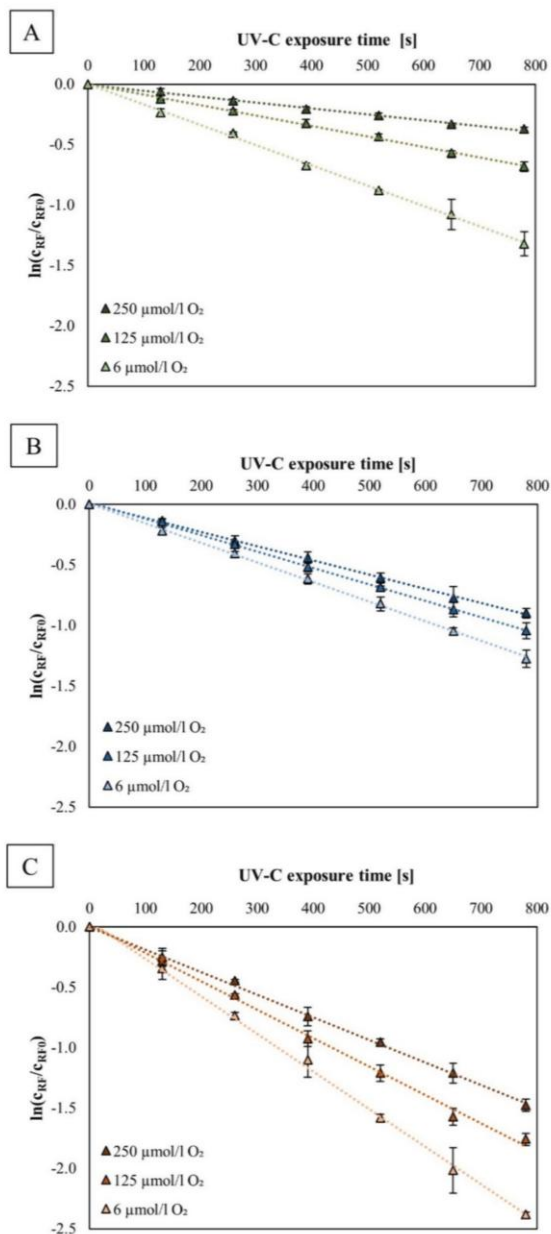 A
UV-C exposure time [s]
0 100 200 300 400 500 600 700 800
0.0
-0.5
-1.0
-1.5
-2.0
-2.5
ln(cRF/cRF0)
250 µmol/l O₂
125 µmol/l O₂
6 µmol/l O₂
B
UV-C exposure time [s]
0 100 200 300 400 500 600 700 800
0.0
-0.5
-1.0
-1.5
-2.0
-2.5
ln(cRF/cRF0)
250 µmol/l O₂
125 µmol/l O₂
6 µmol/l O₂
C
UV-C exposure time [s]
0 100 200 300 400 500 600 700 800
0.0
-0.5
-1.0
-1.5
-2.0
-2.5
ln(cRF/cRF0)
250 µmol/l O₂
125 µmol/l O₂
6 µmol/l O₂